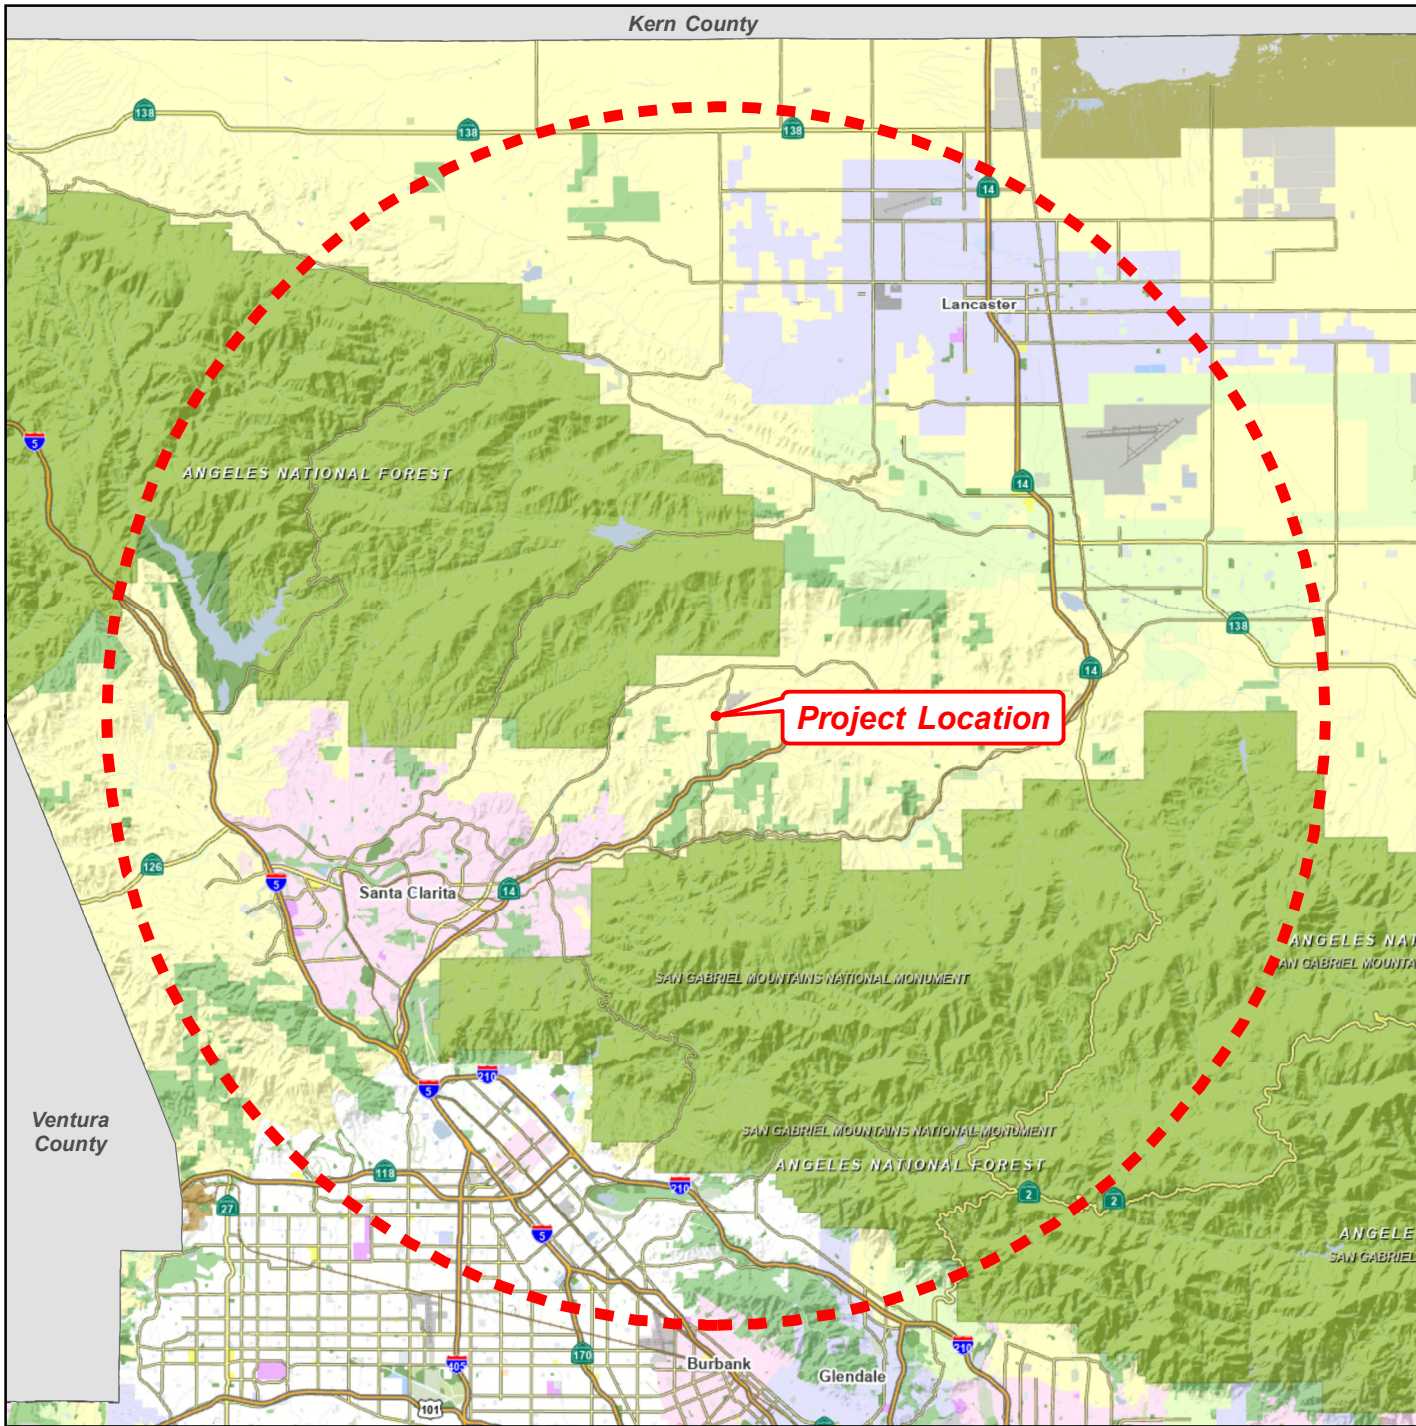 Kern County
138
138
138
14
Lancaster
5
ANGELES NATIONAL FOREST
14
138
14
Project Location
126
5
Santa Clarita
14
ANGELES NAT
SAN GABRIEL MOUNTAINS NATIONAL MONUMENT
AN GABRIEL MOUNTA
5
210
Ventura
County
SAN GABRIEL MOUNTAINS NATIONAL MONUMENT
ANGELES NATIONAL FOREST
118
210
2
2
27
5
ANGELE
SAN GABRIEL
210
170
405
Burbank
Glendale
101